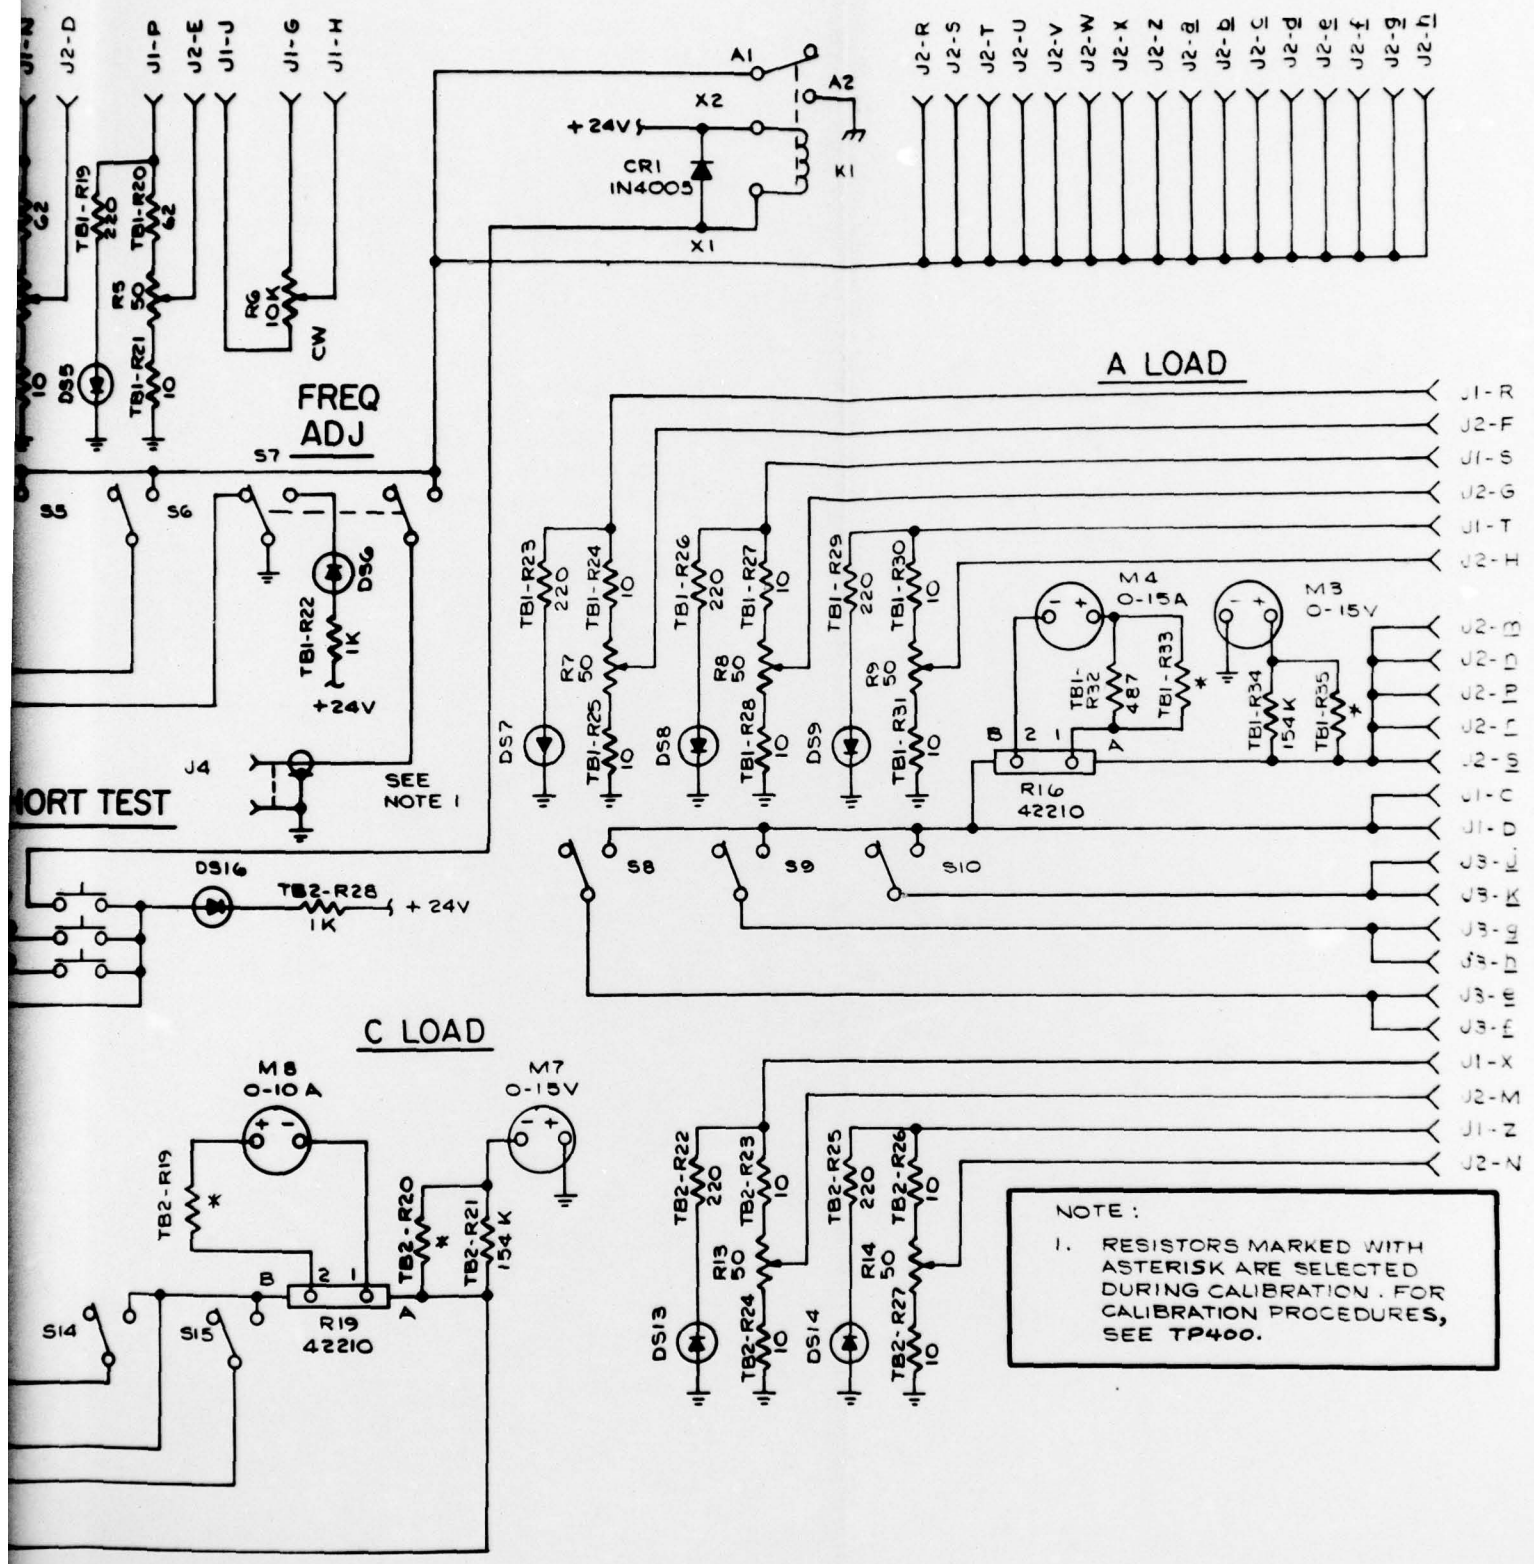 J1-N
J2-D
J1-P
J2-E
J1-J
J1-G
J1-H
A1
A2
X2
+24V
CR1
1N4005
K1
X1
J2-R
J2-S
J2-T
J2-U
J2-V
J2-W
J2-X
J2-Z
J2-a
J2-b
J2-c
J2-d
J2-e
J2-f
J2-g
J2-h
62
TB1-R19
220
TB1-R20
62
R5
50
R6
10K
CW
10
DS5
TB1-R21
10
FREQ
ADJ
S7
S5
S6
DS6
TB1-R22
1K
+24V
J4
SEE
NOTE 1
HORT TEST
DS16
TB2-R28
1K
+ 24V
A LOAD
J1-R
J2-F
J1-S
J2-G
J1-T
J2-H
J2-m
J2-n
J2-P
J2-r
J2-s
J1-C
J1-D
J3-j
J3-K
J3-g
J3-h
J3-e
J3-f
J1-X
J2-M
J1-Z
J2-N
TB1-R23
220
TB1-R24
10
TB1-R26
220
TB1-R27
10
TB1-R29
220
TB1-R30
10
R7
50
R8
50
R9
50
DS7
TB1-R25
10
DS8
TB1-R28
10
DS9
TB1-R31
10
M4
0-15A
- +
M3
0-15V
- +
TB1-
R32
487
TB1-R33
*
TB1-R34
154K
TB1-R35
*
B 2 1 A
R16
42210
S8
S9
S10
C LOAD
M8
0-10A
+ -
M7
0-15V
- +
TB2-R19
*
TB2-R20
*
TB2-R21
154K
B 2 1 A
R19
42210
S14
S15
TB2-R22
220
TB2-R23
10
TB2-R25
220
TB2-R26
10
R13
50
R14
50
DS13
TB2-R24
10
DS14
TB2-R27
10
NOTE:
1. RESISTORS MARKED WITH
ASTERISK ARE SELECTED
DURING CALIBRATION. FOR
CALIBRATION PROCEDURES,
SEE TP400.